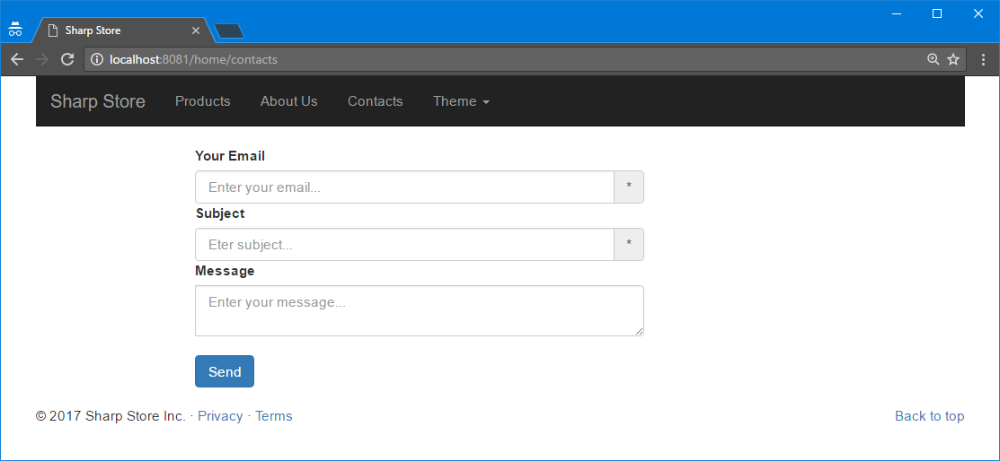 Sharp Store
localhost:8081/home/contacts
Sharp Store Products About Us Contacts Theme
Your Email
Enter your email... *
Subject
Eter subject... *
Message
Enter your message...
Send
© 2017 Sharp Store Inc. · Privacy · Terms Back to top